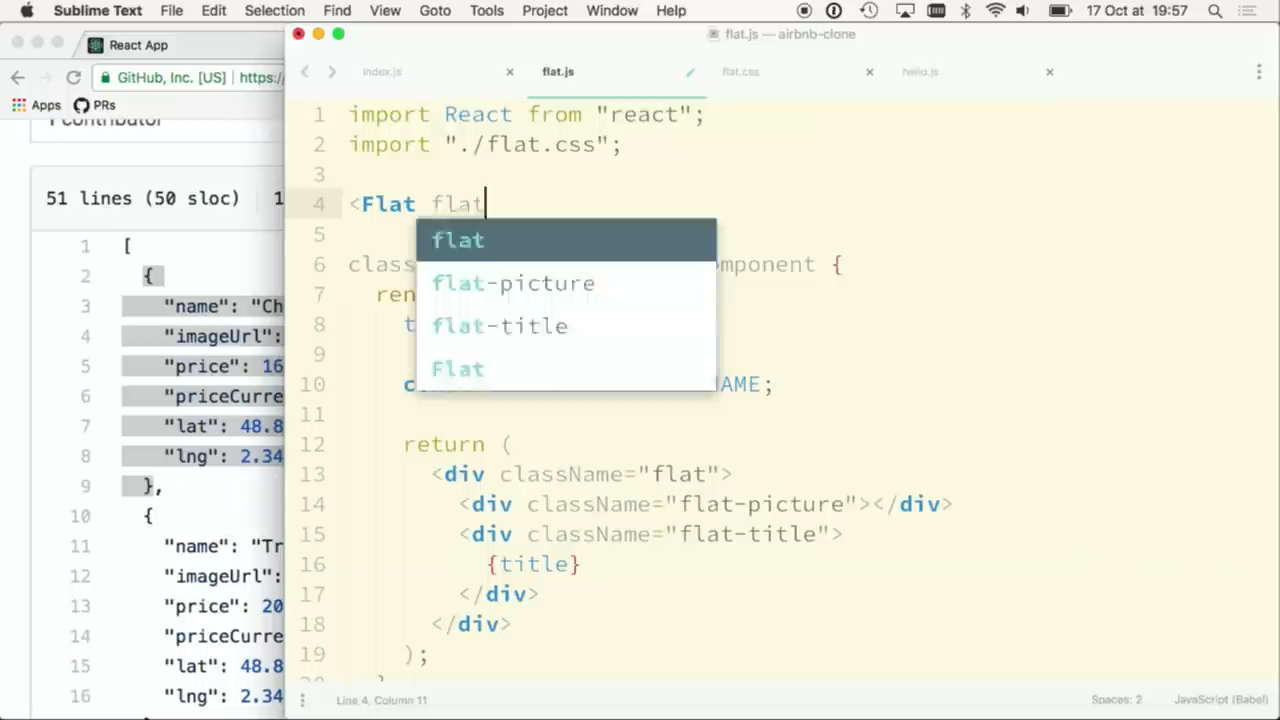 Sublime Text File Edit Selection Find View Goto Tools Project Window Help 17 Oct at 19:57
React App
GitHub, Inc. [US] https:/
Apps PRs
1 contributor
51 lines (50 sloc)
1 [
2 {
3 "name": "Ch
4 "imageUrl":
5 "price": 16
6 "priceCurre
7 "lat": 48.8
8 "lng": 2.34
9 },
10 {
11 "name": "Tr
12 "imageUrl":
13 "price": 20
14 "priceCurre
15 "lat": 48.8
16 "lng": 2.34
flat.js — airbnb-clone
index.js flat.js flat.css hello.js
1 import React from "react";
2 import "./flat.css";
3
4 <Flat flat
5
6 class mponent {
7 ren
8 t
9
10 c AME;
11
12 return (
13 <div className="flat">
14 <div className="flat-picture"></div>
15 <div className="flat-title">
16 {title}
17 </div>
18 </div>
19 );
20
flat
flat-picture
flat-title
Flat
Line 4, Column 11 Spaces: 2 JavaScript (Babel)